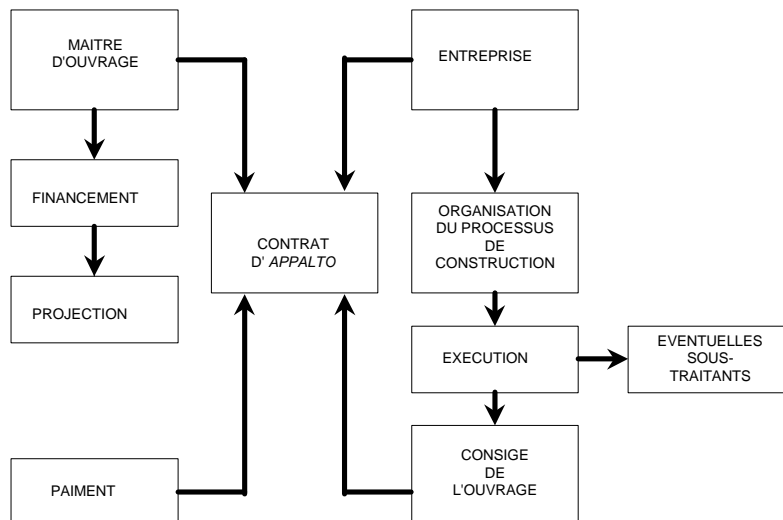 MAITRE
D'OUVRAGE
ENTREPRISE
FINANCEMENT
CONTRAT
D' APPALTO
ORGANISATION
DU PROCESSUS
DE
CONSTRUCTION
PROJECTION
EXECUTION
EVENTUELLES
SOUS-
TRAITANTS
PAIMENT
CONSIGE
DE
L'OUVRAGE